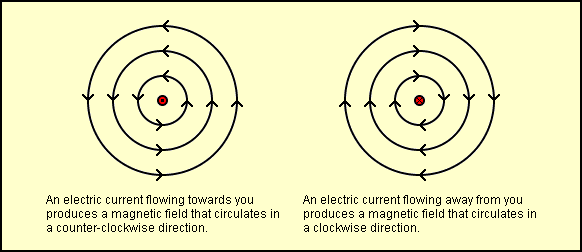 An electric current flowing towards you
produces a magnetic field that circulates in
a counter-clockwise direction.
An electric current flowing away from you
produces a magnetic field that circulates in
a clockwise direction.